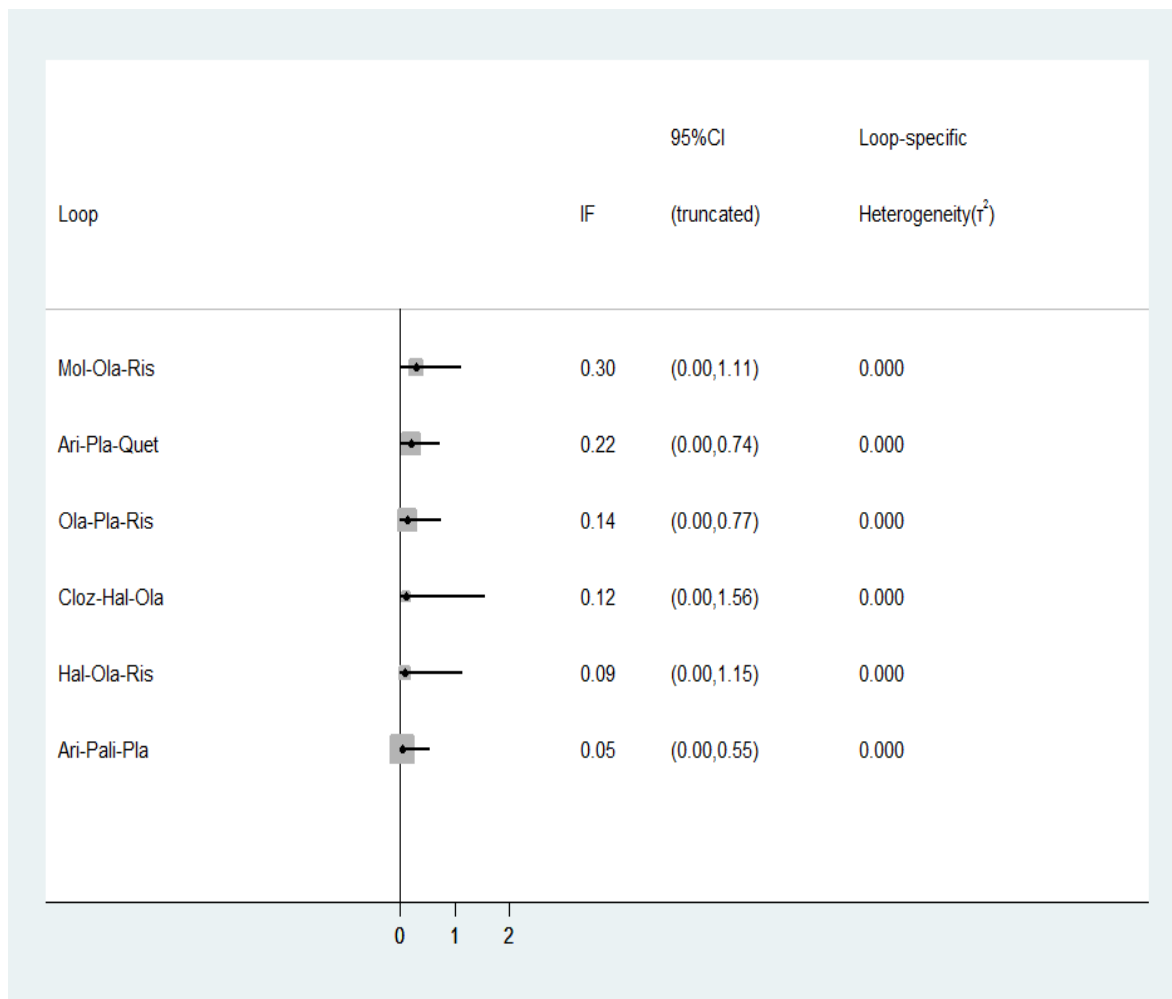 95%CI Loop-specific
Loop IF (truncated) Heterogeneity(τ²)
Mol-Ola-Ris 0.30 (0.00,1.11) 0.000
Ari-Pla-Quet 0.22 (0.00,0.74) 0.000
Ola-Pla-Ris 0.14 (0.00,0.77) 0.000
Cloz-Hal-Ola 0.12 (0.00,1.56) 0.000
Hal-Ola-Ris 0.09 (0.00,1.15) 0.000
Ari-Pali-Pla 0.05 (0.00,0.55) 0.000
0 1 2